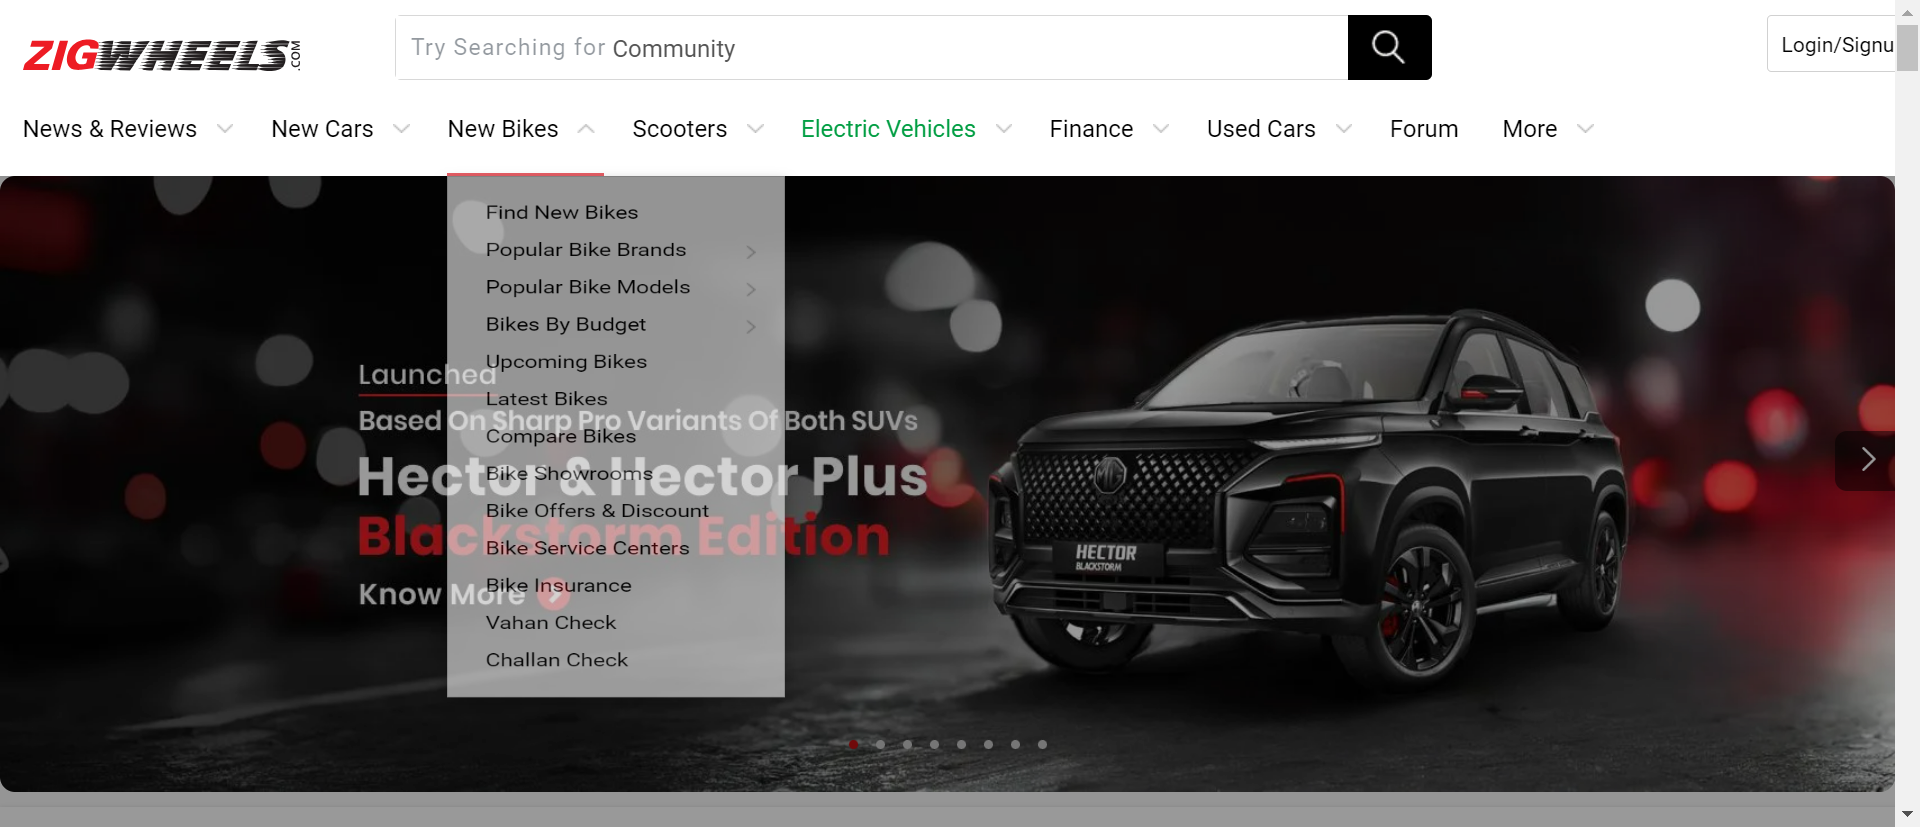 ZIGWHEELS.COM
Try Searching for Community
Login/Signu
News & Reviews
New Cars
New Bikes
Scooters
Electric Vehicles
Finance
Used Cars
Forum
More
Find New Bikes
Popular Bike Brands
Popular Bike Models
Bikes By Budget
Upcoming Bikes
Latest Bikes
Compare Bikes
Bike Showrooms
Bike Offers & Discount
Bike Service Centers
Bike Insurance
Vahan Check
Challan Check
Launched
Based On Sharp Pro Variants Of Both SUVs
Hector & Hector Plus
Blackstorm Edition
Know More
MG
HECTOR
BLACKSTORM